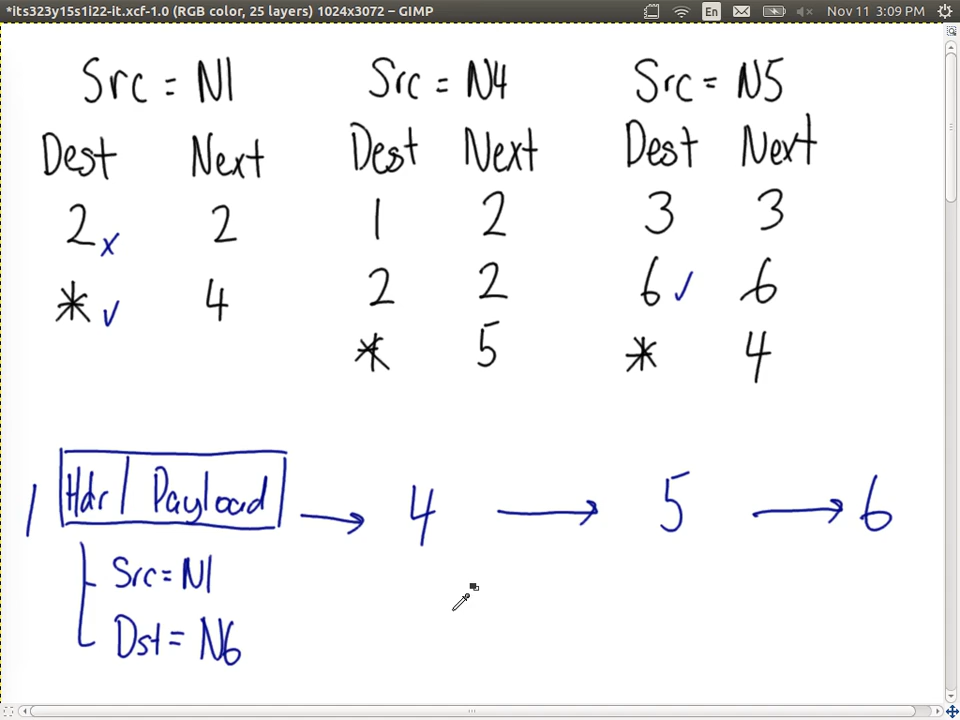 *its323y15s1i22-it.xcf-1.0 (RGB color, 25 layers) 1024x3072 – GIMP En Nov 11 3:09 PM
Src = N1 Src = N4 Src = N5
Dest Next Dest Next Dest Next
2 x 2 1 2 3 3
* ✓ 4 2 2 6 ✓ 6
* 5 * 4
1 Hdr | Payload → 4 → 5 → 6
Src = N1
Dst = N6